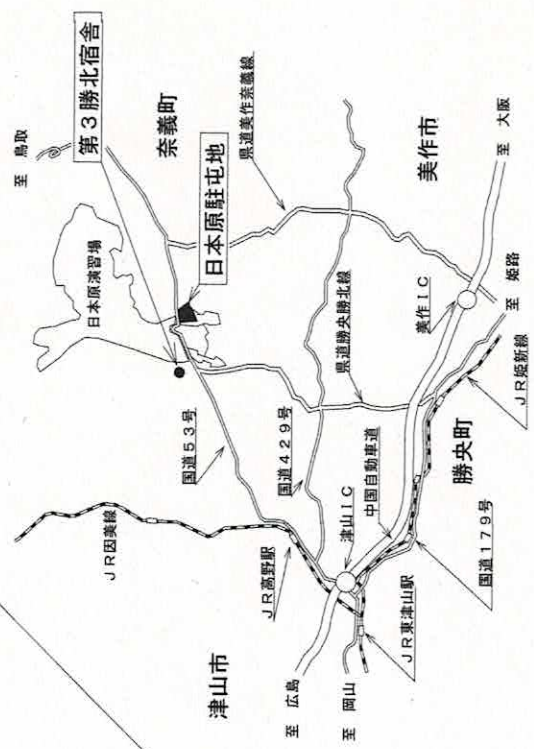 至 鳥取
第3勝北宿舎
奈義町
日本原演習場
日本原駐屯地
県道美作奈義線
美作市
至 大阪
国道53号
国道429号
県道勝央勝北線
美作IC
至 姫路
JR因美線
JR高野駅
津山IC
中国自動車道
勝央町
JR姫新線
国道179号
津山市
至 広島
至 岡山
JR東津山駅